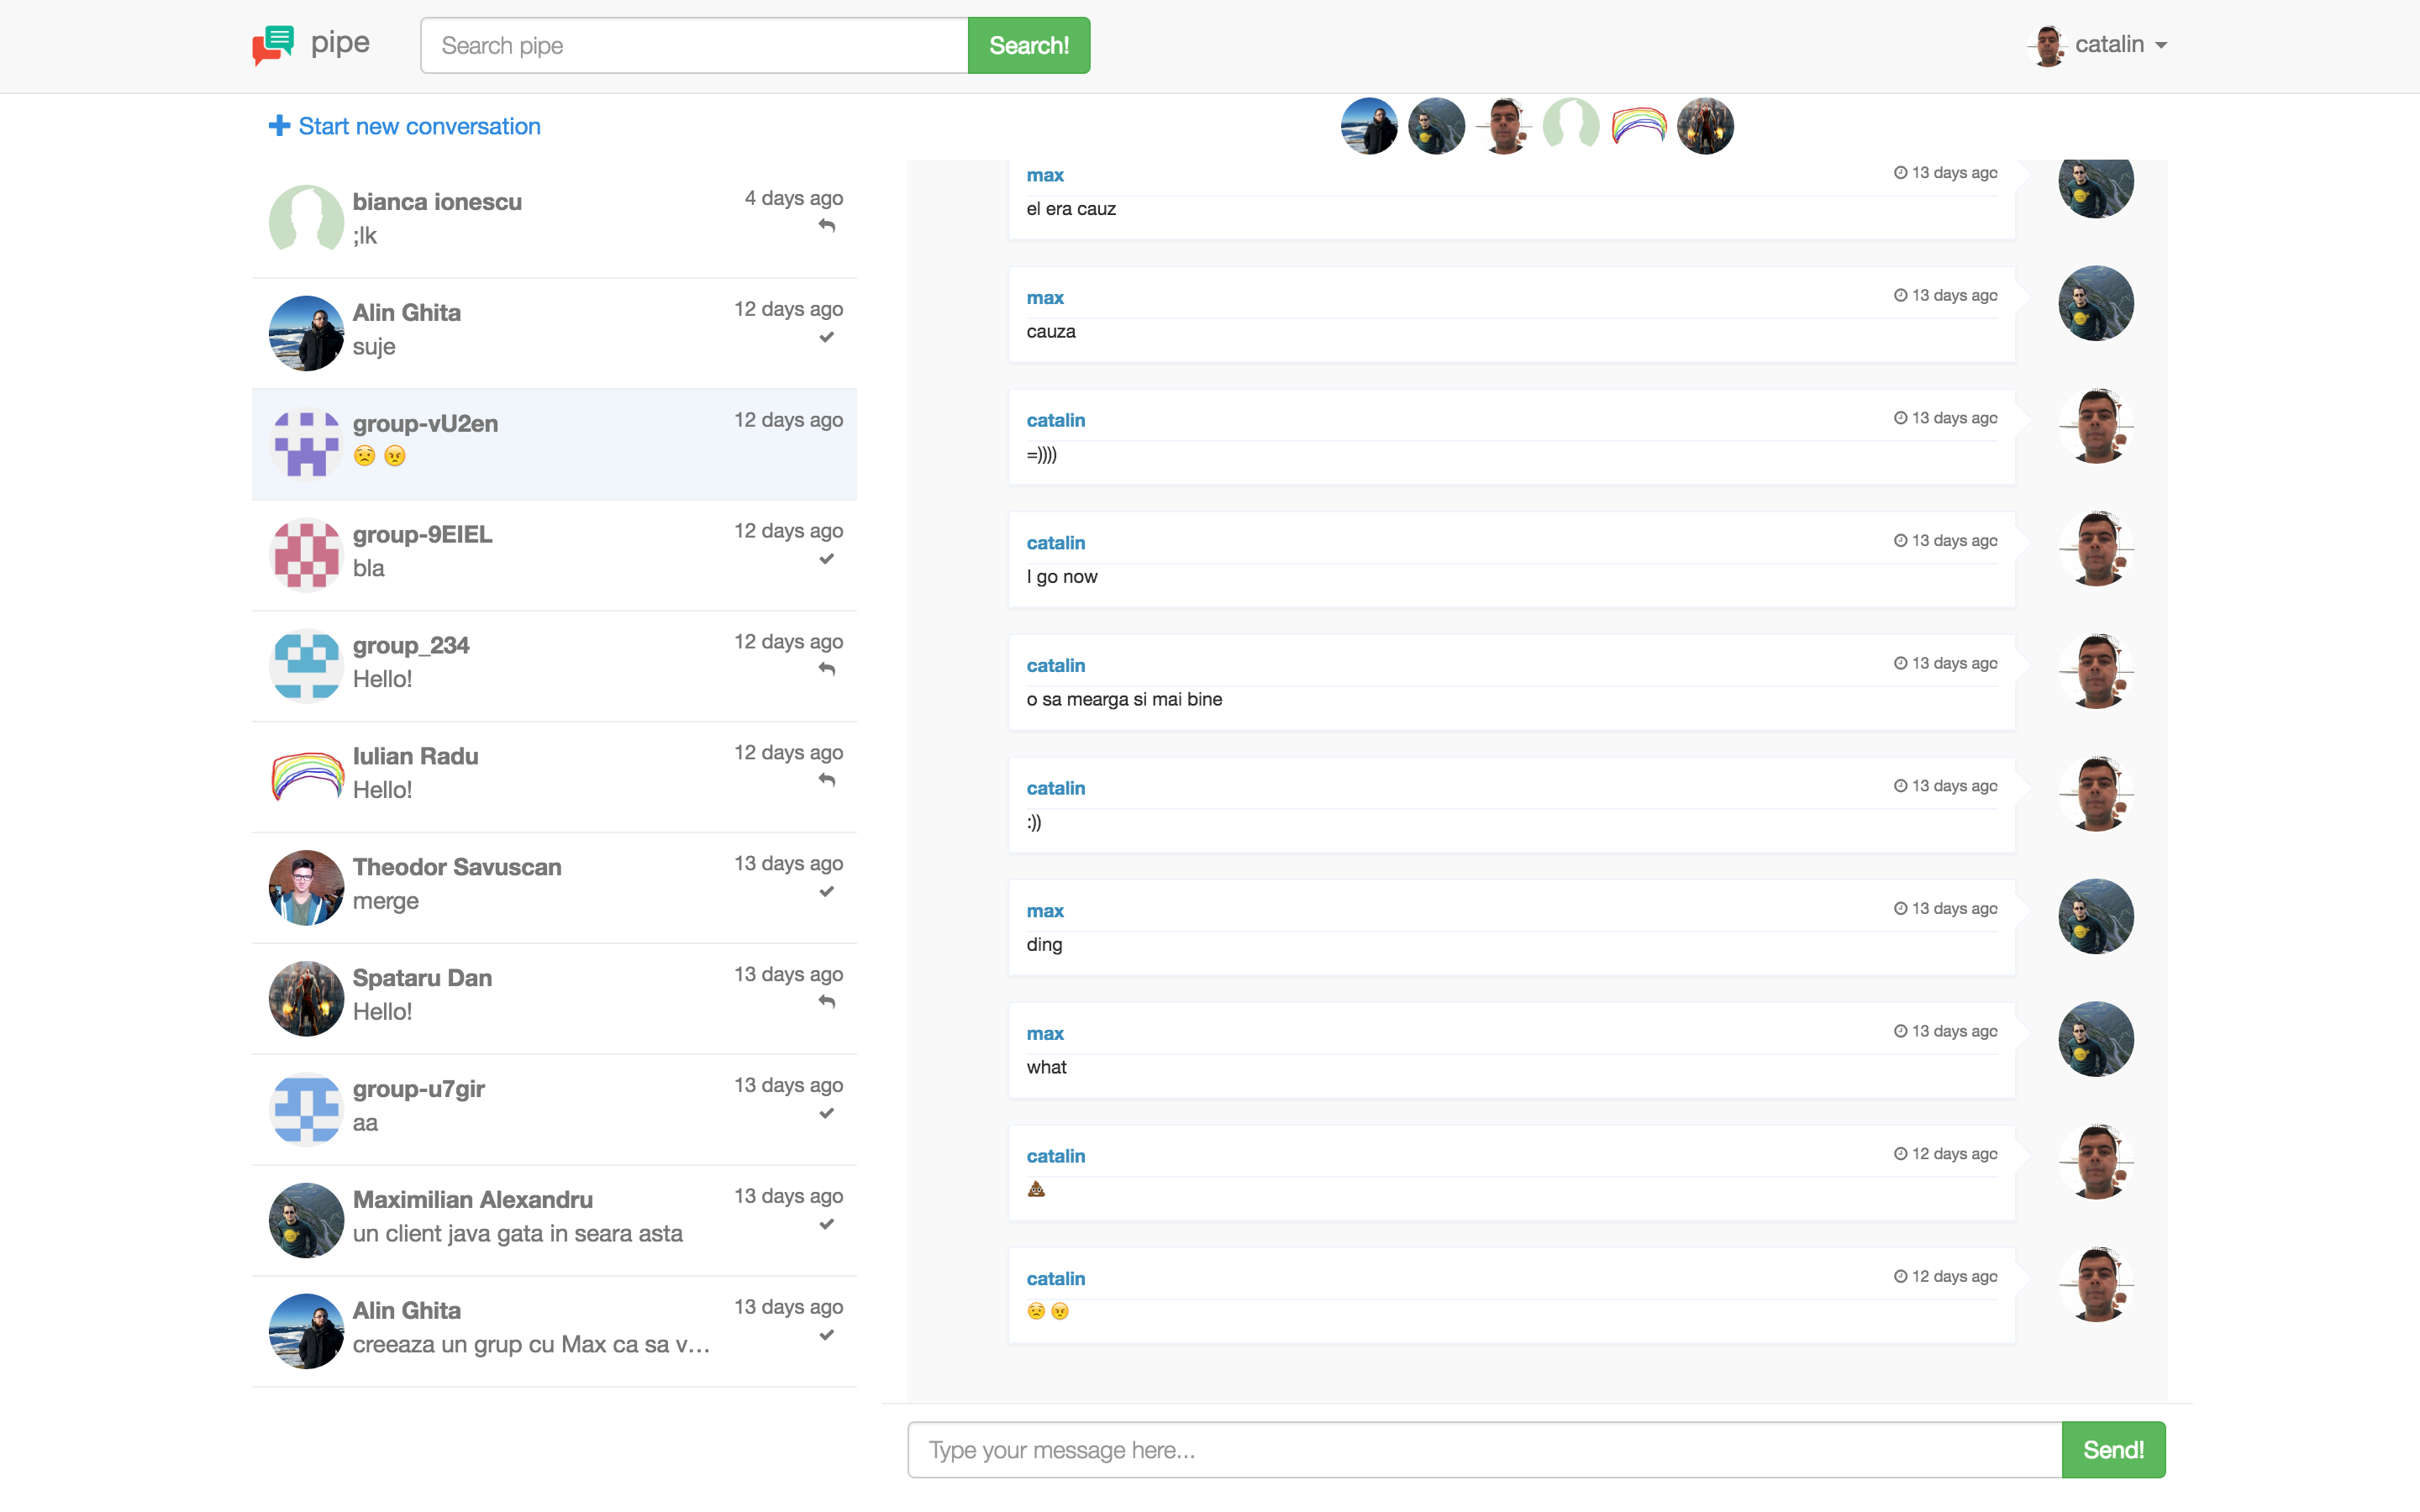 pipe
Search pipe
Search!
catalin
Start new conversation
bianca ionescu
4 days ago
;lk
Alin Ghita
12 days ago
suje
group-vU2en
12 days ago
😟 😠
group-9EIEL
12 days ago
bla
group_234
12 days ago
Hello!
Iulian Radu
12 days ago
Hello!
Theodor Savuscan
13 days ago
merge
Spataru Dan
13 days ago
Hello!
group-u7gir
13 days ago
aa
Maximilian Alexandru
13 days ago
un client java gata in seara asta
Alin Ghita
13 days ago
creeaza un grup cu Max ca sa v...
max
13 days ago
el era cauz
max
13 days ago
cauza
catalin
13 days ago
=))))
catalin
13 days ago
I go now
catalin
13 days ago
o sa mearga si mai bine
catalin
13 days ago
:))
max
13 days ago
ding
max
13 days ago
what
catalin
12 days ago
💩
catalin
12 days ago
😟 😠
Type your message here...
Send!